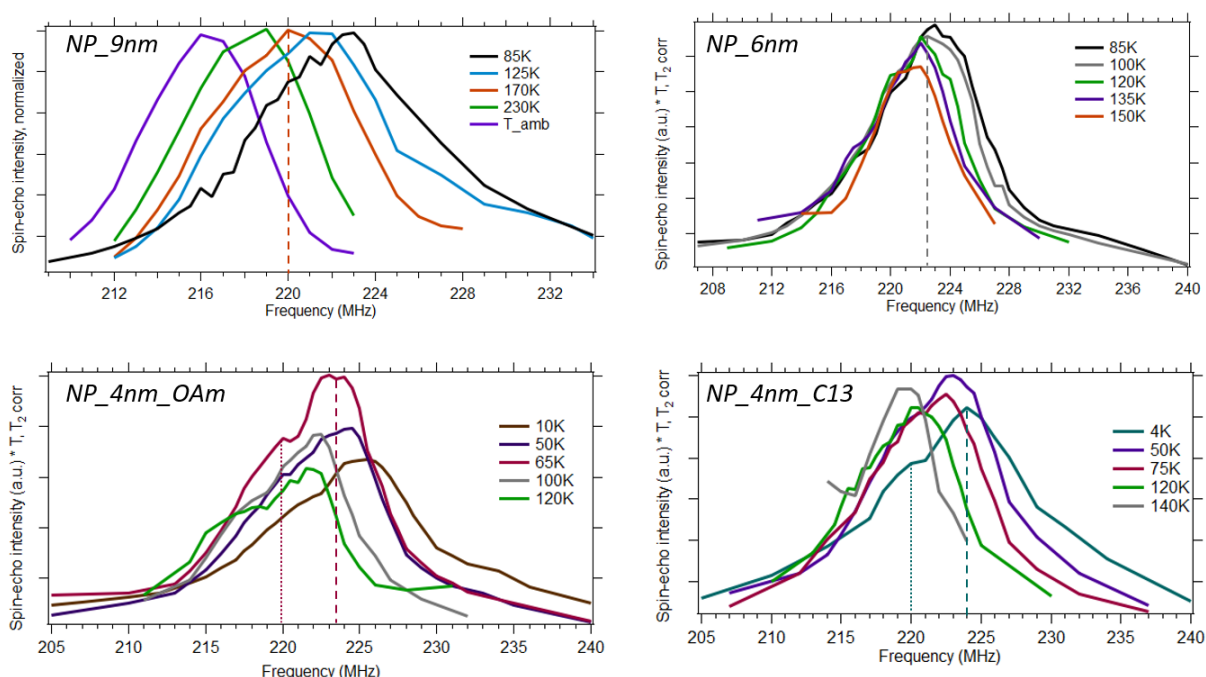 NP_9nm
85K
125K
170K
230K
T_amb
Spin-echo intensity, normalized
212 216 220 224 228 232
Frequency (MHz)
NP_6nm
85K
100K
120K
135K
150K
Spin-echo intensity (a.u.) * T, T₂ corr
208 212 216 220 224 228 232 236 240
Frequency (MHz)
NP_4nm_OAm
10K
50K
65K
100K
120K
Spin-echo intensity (a.u.) * T, T₂ corr
205 210 215 220 225 230 235 240
Frequency (MHz)
NP_4nm_C13
4K
50K
75K
120K
140K
Spin-echo intensity (a.u.) * T, T₂ corr
205 210 215 220 225 230 235 240
Frequency (MHz)